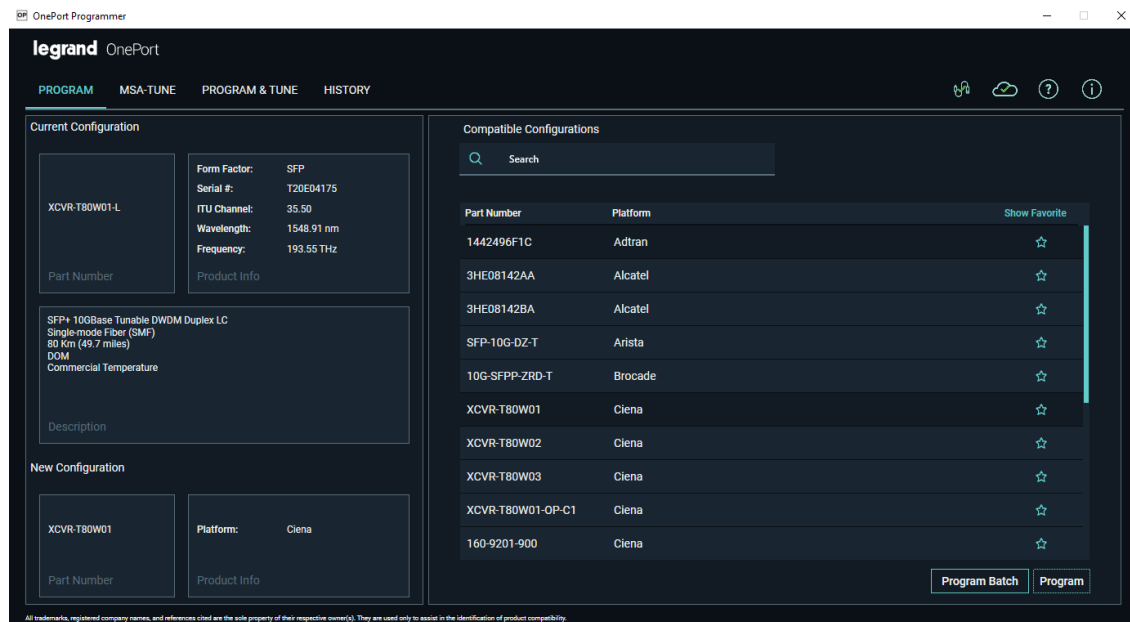 OP OnePort Programmer
legrand OnePort
PROGRAM MSA-TUNE PROGRAM & TUNE HISTORY
Current Configuration
XCVR-T80W01-L
Part Number
Form Factor: SFP
Serial #: T20E04175
ITU Channel: 35.50
Wavelength: 1548.91 nm
Frequency: 193.55 THz
Product Info
SFP+ 10GBase Tunable DWDM Duplex LC
Single-mode Fiber (SMF)
80 Km (49.7 miles)
DOM
Commercial Temperature
Description
New Configuration
XCVR-T80W01
Part Number
Platform: Ciena
Product Info
Compatible Configurations
Search
Part Number Platform Show Favorite
1442496F1C Adtran
3HE08142AA Alcatel
3HE08142BA Alcatel
SFP-10G-DZ-T Arista
10G-SFPP-ZRD-T Brocade
XCVR-T80W01 Ciena
XCVR-T80W02 Ciena
XCVR-T80W03 Ciena
XCVR-T80W01-OP-C1 Ciena
160-9201-900 Ciena
Program Batch Program
All trademarks, registered company names, and references cited are the sole property of their respective owner(s). They are used only to assist in the identification of product compatibility.